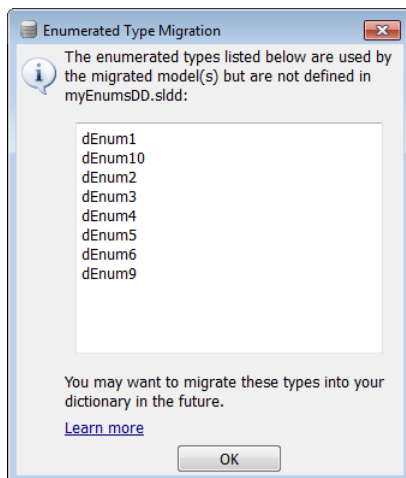 Enumerated Type Migration
The enumerated types listed below are used by
the migrated model(s) but are not defined in
myEnumsDD.sldd:
dEnum1
dEnum10
dEnum2
dEnum3
dEnum4
dEnum5
dEnum6
dEnum9
You may want to migrate these types into your
dictionary in the future.
Learn more
OK